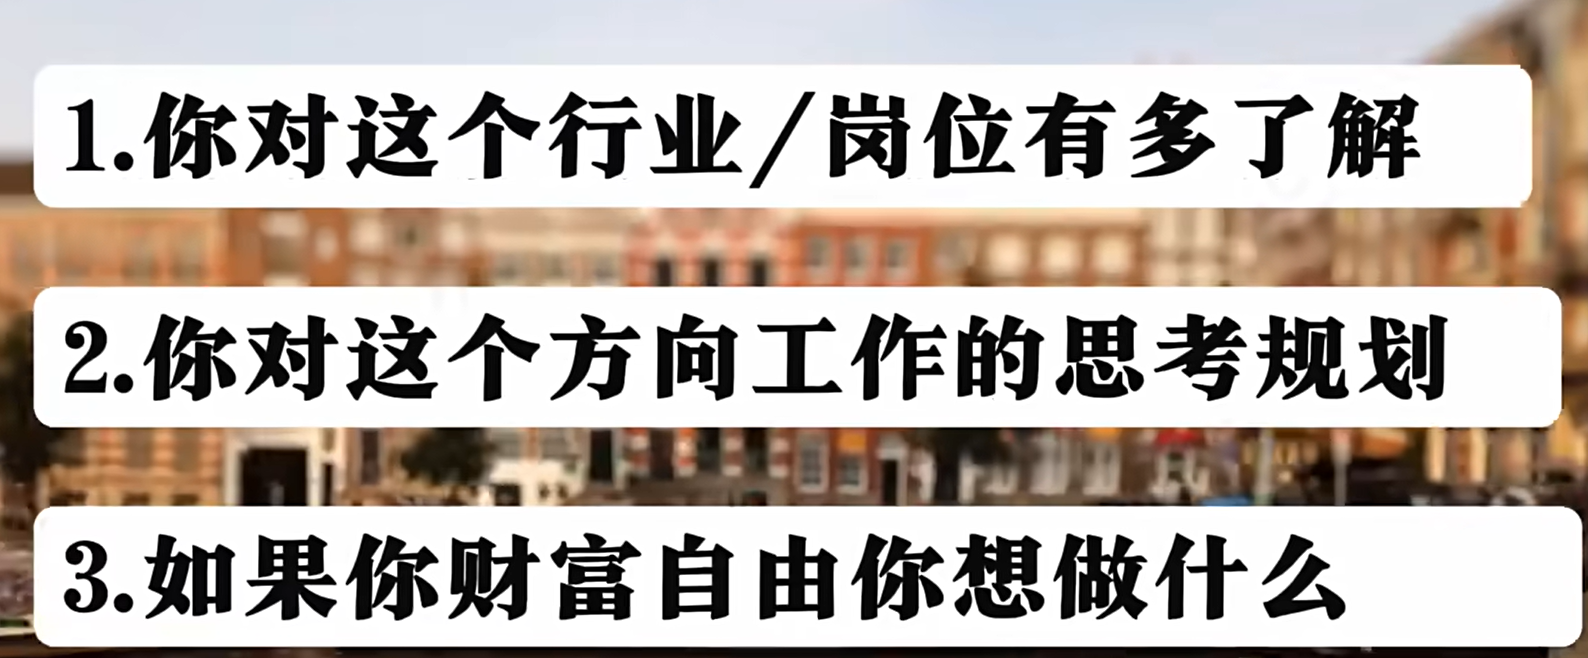 1.你对这个行业/岗位有多了解
2.你对这个方向工作的思考规划
3.如果你财富自由你想做什么